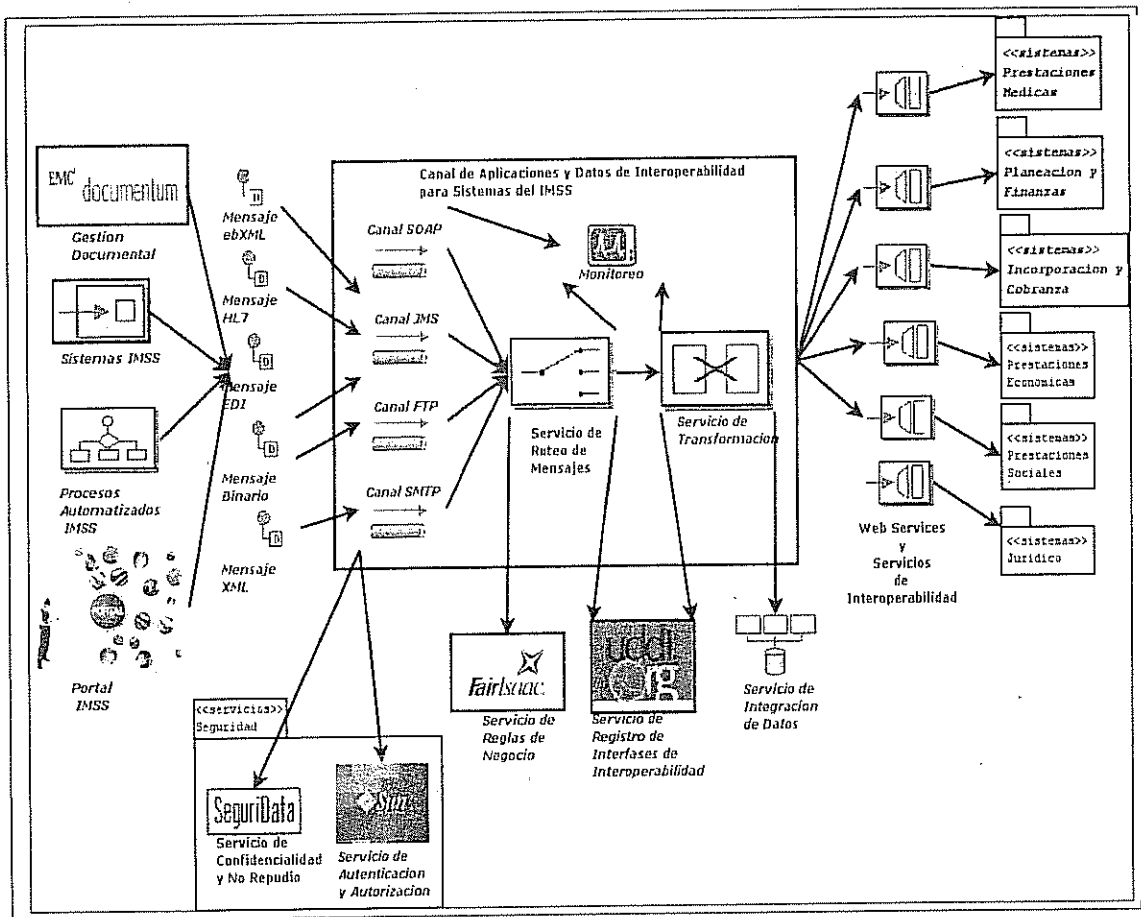 EMC documentum
Gestion
Documental
Sistemas IMSS
Procesos
Automatizados
IMSS
Portal
IMSS
Mensaje
ebXML
Mensaje
HL7
Mensaje
EDI
Mensaje
Binario
Mensaje
XML
Canal de Aplicaciones y Datos de Interoperabilidad
para Sistemas del IMSS
Canal SOAP
Canal JMS
Canal FTP
Canal SMTP
Monitoreo
Servicio de
Ruteo de
Mensajes
Servicio de
Transformacion
<<servicios>>
Seguridad
SeguriData
Servicio de
Confidencialidad
y No Repudio
Sun
Servicio de
Autenticacion
y Autorizacion
FairIsaac
Servicio de
Reglas de
Negocio
uddi
Org
Servicio de
Registro de
Interfases de
Interoperabilidad
Servicio de
Integracion
de Datos
Web Services
y
Servicios
de
Interoperabilidad
<<sistemas>>
Prestaciones
Medicas
<<sistemas>>
Planeacion y
Finanzas
<<sistemas>>
Incorporacion y
Cobranza
<<sistemas>>
Prestaciones
Economicas
<<sistemas>>
Prestaciones
Sociales
<<sistemas>>
Juridico